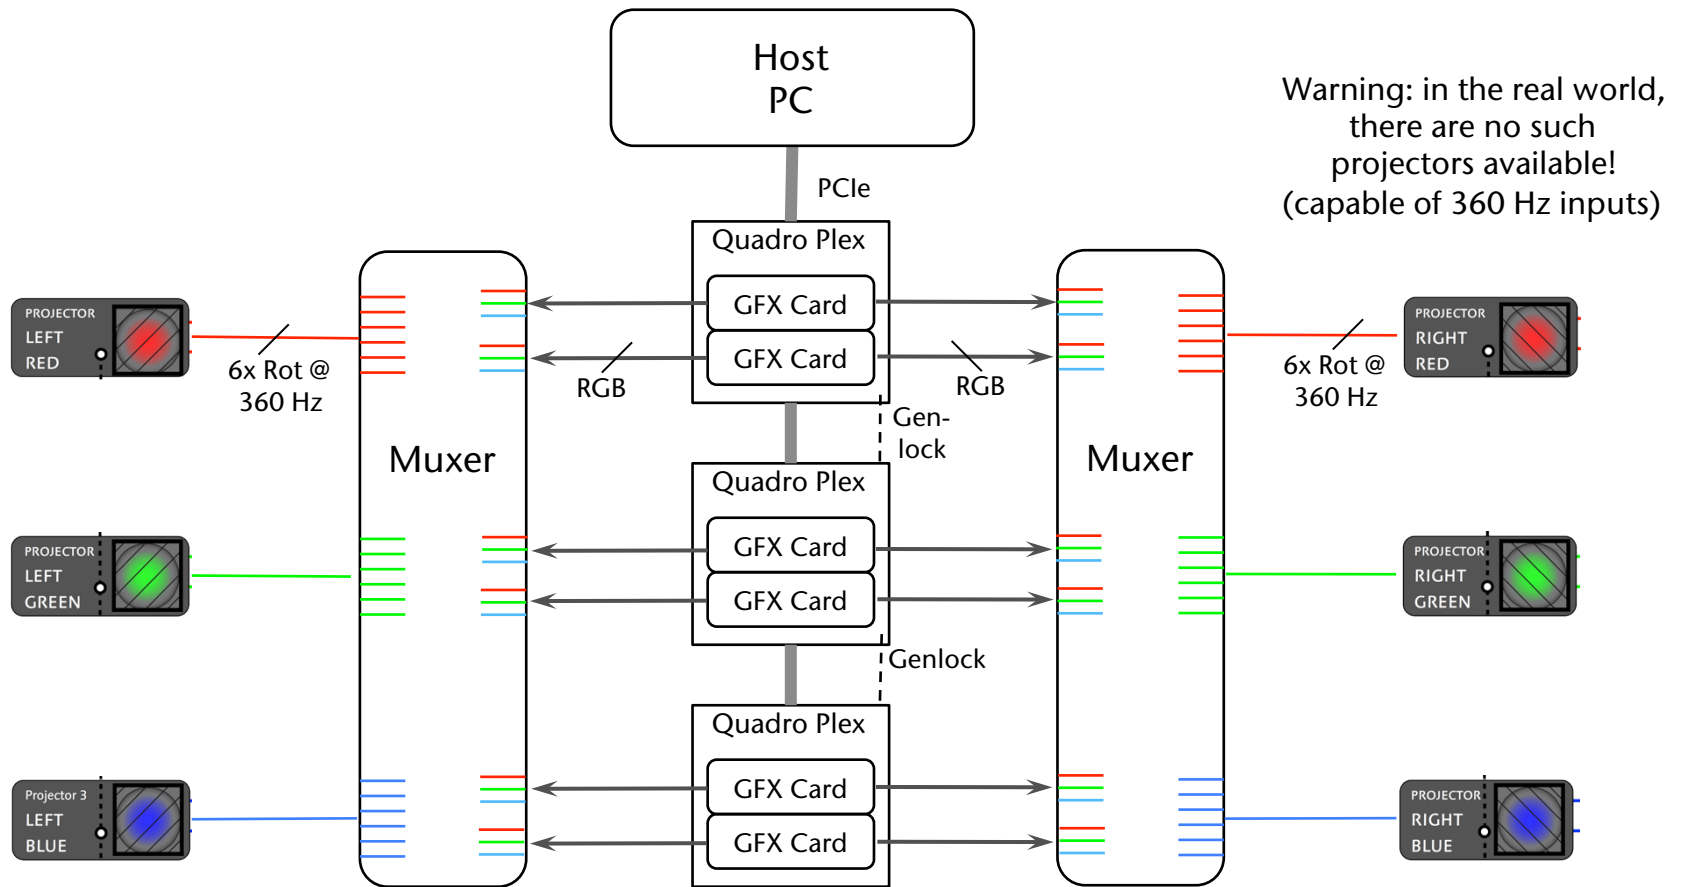 Host
PC
Warning: in the real world,
there are no such
projectors available!
(capable of 360 Hz inputs)
PCIe
Quadro Plex
GFX Card
GFX Card
PROJECTOR
LEFT
RED
6x Rot @
360 Hz
RGB
RGB
6x Rot @
360 Hz
PROJECTOR
RIGHT
RED
Gen-
lock
Muxer
Muxer
Quadro Plex
GFX Card
GFX Card
PROJECTOR
LEFT
GREEN
PROJECTOR
RIGHT
GREEN
Genlock
Quadro Plex
GFX Card
GFX Card
Projector 3
LEFT
BLUE
PROJECTOR
RIGHT
BLUE